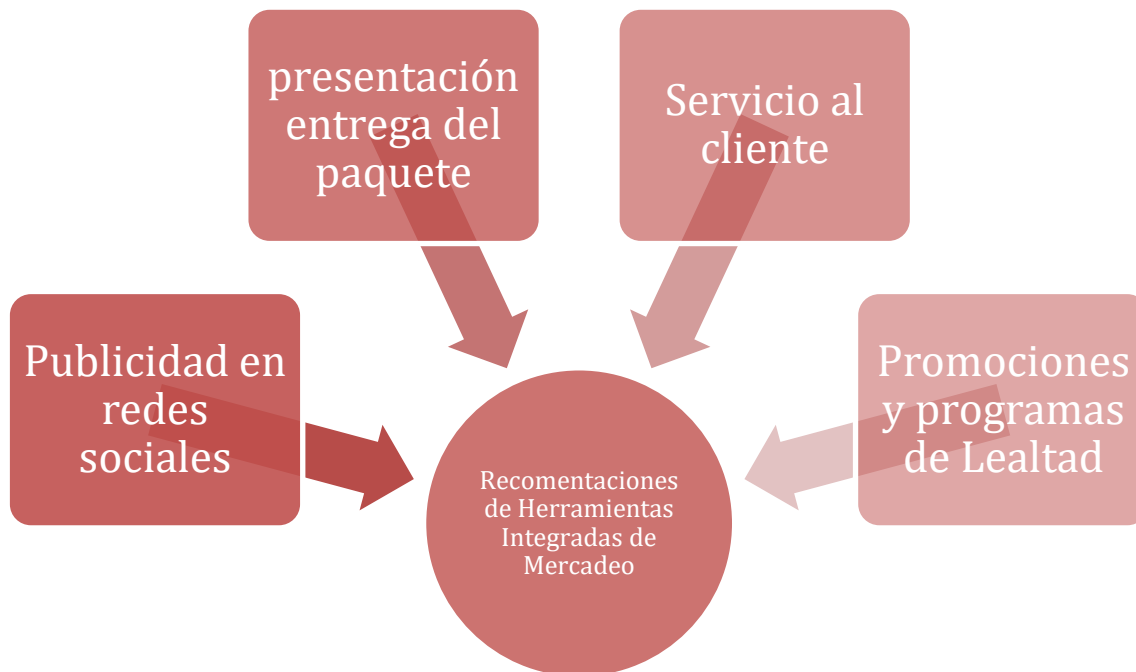 presentación
entrega del
paquete
Servicio al
cliente
Publicidad en
redes
sociales
Promociones
y programas
de Lealtad
Recomentaciones
de Herramientas
Integradas de
Mercadeo